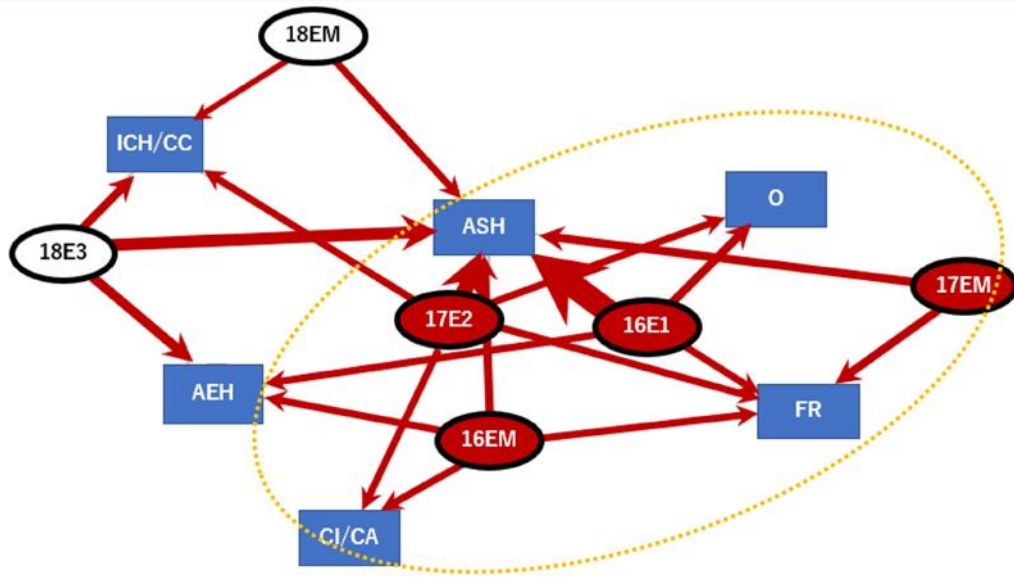 18EM
ICH/CC
O
ASH
18E3
17EM
17E2
16E1
AEH
FR
16EM
CI/CA